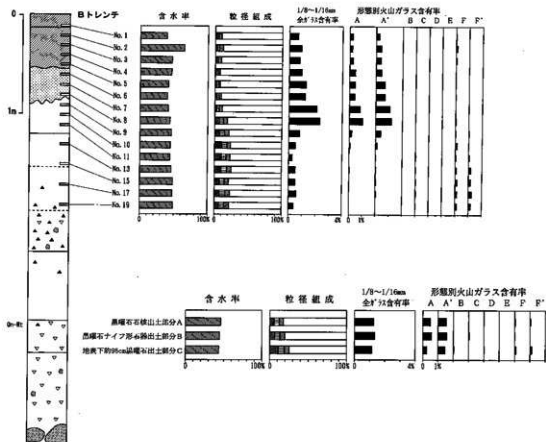 Bトレンチ
0
1m
No. 1
No. 2
No. 3
No. 4
No. 5
No. 6
No. 7
No. 8
No. 9
No. 10
No. 11
No. 13
No. 15
No. 17
No. 19
含水率
粒径組成
1/8~1/16mm
全ガラス含有率
形態別火山ガラス含有率
A A' B C D E F F'
0 100%
0 100%
0 4%
0 1%
含水率
粒径組成
1/8~1/16mm
全ガラス含有率
形態別火山ガラス含有率
A A' B C D E F F'
黒曜石石核出土部分A
黒曜石ナイフ形石器出土部分B
地表下約95cm黒曜石出土部分C
0 100%
0 100%
0 4%
0 1%